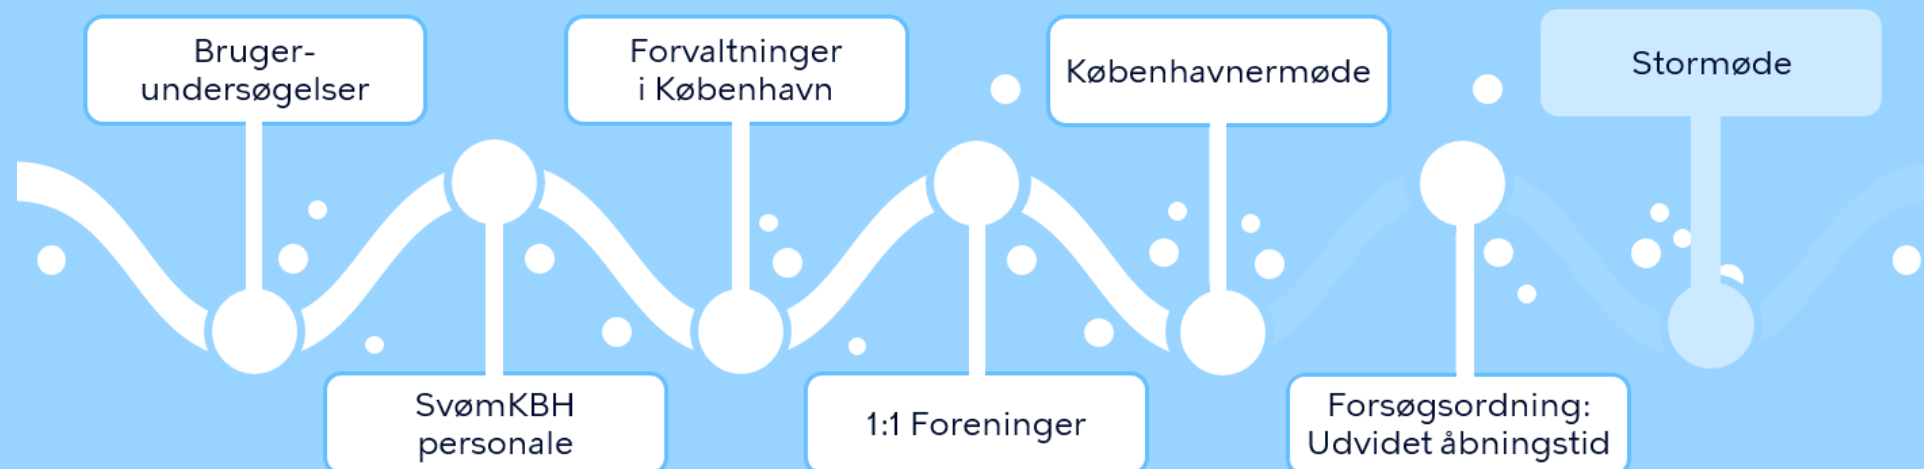 Bruger-
undersøgelser
SvømKBH
personale
Forvaltninger
i København
1:1 Foreninger
Københavnermøde
Forsøgsordning:
Udvidet åbningstid
Stormøde